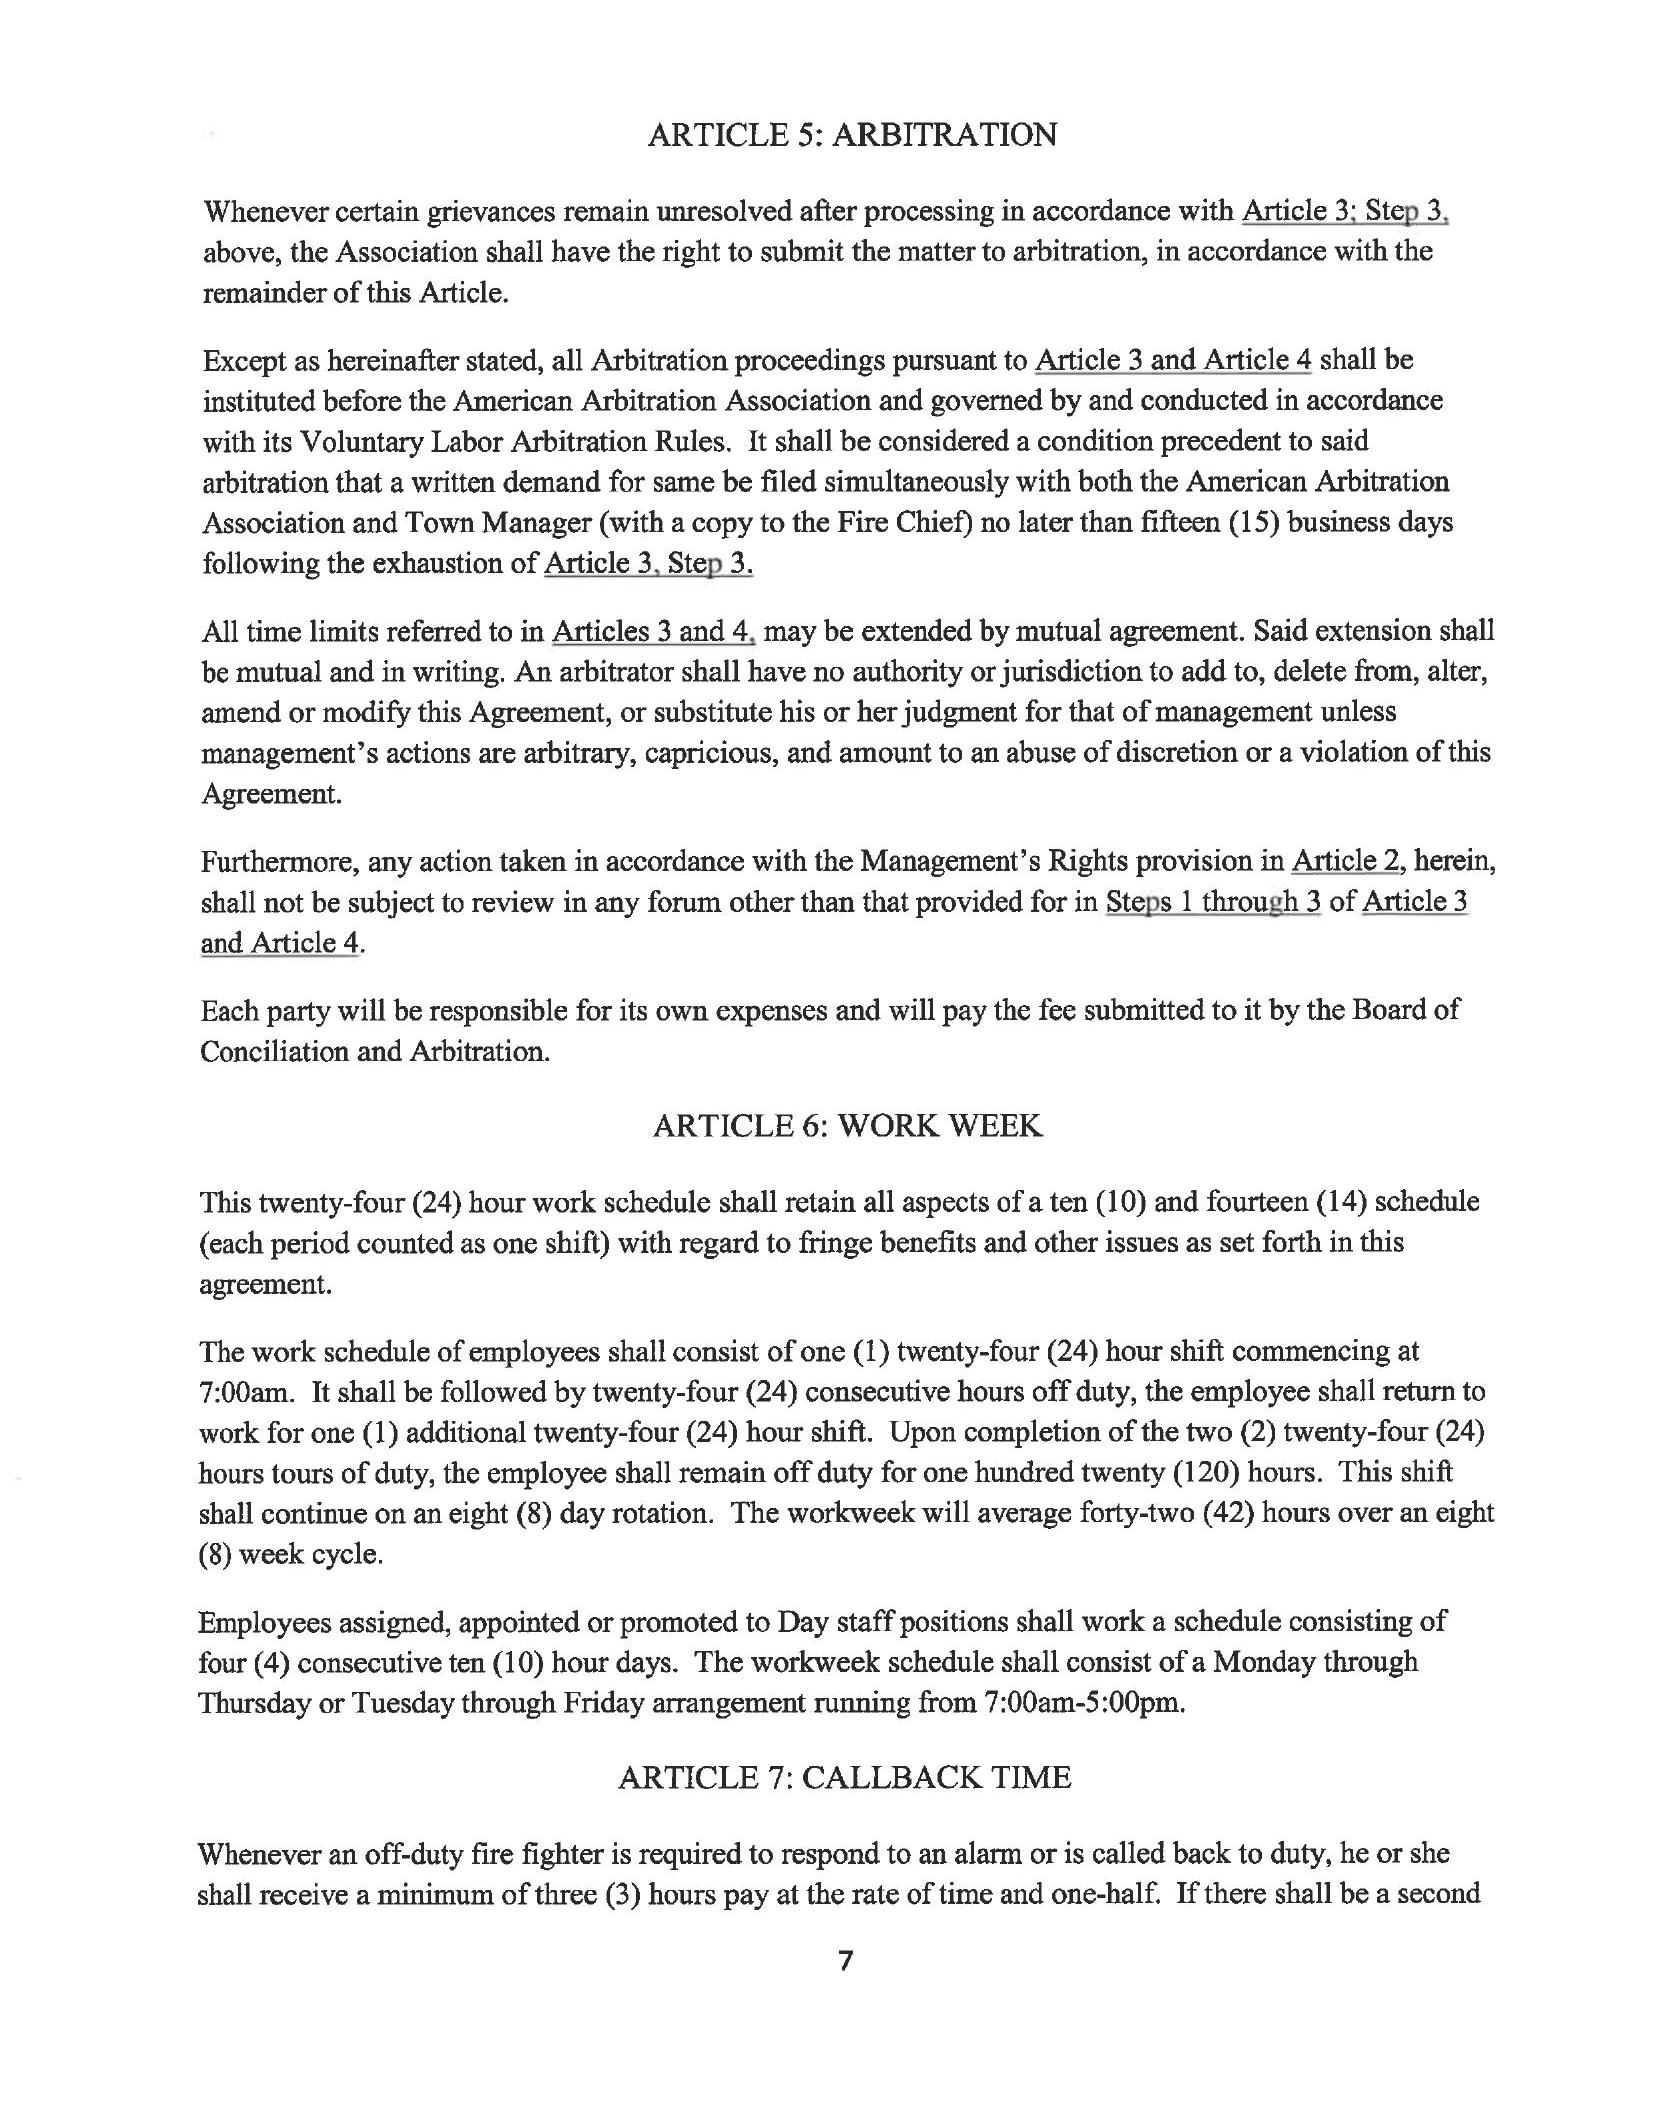 ARTICLE 5: ARBITRATION
Whenever certain grievances remain unresolved after processing in accordance with Article 3; Step 3,
above, the Association shall have the right to submit the matter to arbitration, in accordance with the
remainder of this Article.
Except as hereinafter stated, all Arbitration proceedings pursuant to Article 3 and Article 4 shall be
instituted before the American Arbitration Association and governed by and conducted in accordance
with its Voluntary Labor Arbitration Rules. It shall be considered a condition precedent to said
arbitration that a written demand for same be filed simultaneously with both the American Arbitration
Association and Town Manager (with a copy to the Fire Chief) no later than fifteen (15) business days
following the exhaustion of Article 3, Step 3.
All time limits referred to in Articles 3 and 4, may be extended by mutual agreement. Said extension shall
be mutual and in writing. An arbitrator shall have no authority or jurisdiction to add to, delete from, alter,
amend or modify this Agreement, or substitute his or her judgment for that of management unless
management's actions are arbitrary, capricious, and amount to an abuse of discretion or a violation of this
Agreement.
Furthermore, any action taken in accordance with the Management's Rights provision in Article 2, herein,
shall not be subject to review in any forum other than that provided for in Steps 1 through 3 of Article 3
and Article 4.
Each party will be responsible for its own expenses and will pay the fee submitted to it by the Board of
Conciliation and Arbitration.
ARTICLE 6: WORK WEEK
This twenty-four (24) hour work schedule shall retain all aspects of a ten (10) and fourteen (14) schedule
(each period counted as one shift) with regard to fringe benefits and other issues as set forth in this
agreement.
The work schedule of employees shall consist of one (1) twenty-four (24) hour shift commencing at
7:00am. It shall be followed by twenty-four (24) consecutive hours off duty, the employee shall return to
work for one (1) additional twenty-four (24) hour shift. Upon completion of the two (2) twenty-four (24)
hours tours of duty, the employee shall remain off duty for one hundred twenty (120) hours. This shift
shall continue on an eight (8) day rotation. The workweek will average forty-two (42) hours over an eight
(8) week cycle.
Employees assigned, appointed or promoted to Day staff positions shall work a schedule consisting of
four (4) consecutive ten (10) hour days. The workweek schedule shall consist of a Monday through
Thursday or Tuesday through Friday arrangement running from 7:00am-5:00pm.
ARTICLE 7: CALLBACK TIME
Whenever an off-duty fire fighter is required to respond to an alarm or is called back to duty, he or she
shall receive a minimum of three (3) hours pay at the rate of time and one-half. If there shall be a second
7